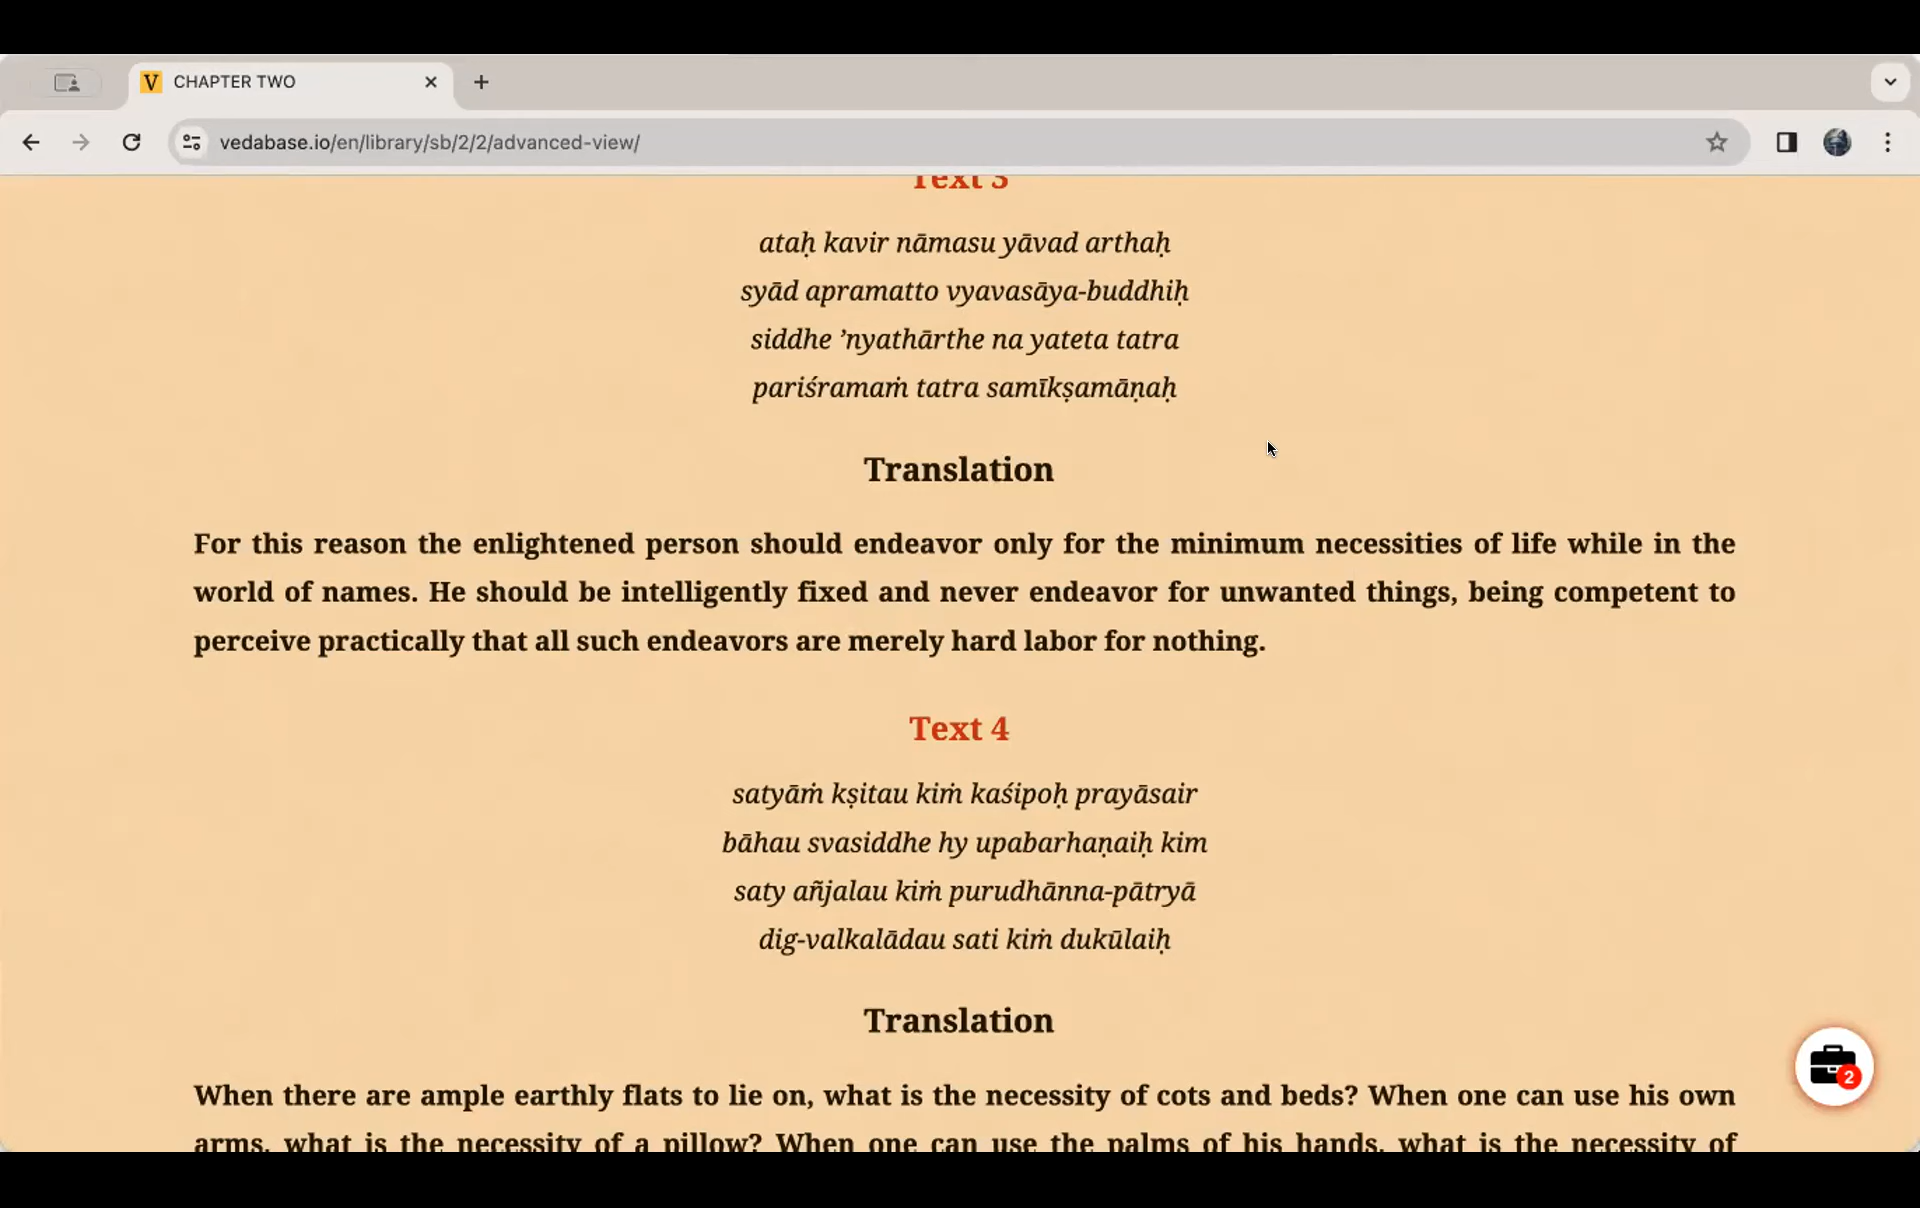 CHAPTER TWO
vedabase.io/en/library/sb/2/2/advanced-view/
Text 3
ataḥ kavir nāmasu yāvad arthaḥ
syād apramatto vyavasāya-buddhiḥ
siddhe ’nyathārthe na yateta tatra
pariśramaṁ tatra samīkṣamāṇaḥ
Translation
For this reason the enlightened person should endeavor only for the minimum necessities of life while in the
world of names. He should be intelligently fixed and never endeavor for unwanted things, being competent to
perceive practically that all such endeavors are merely hard labor for nothing.
Text 4
satyāṁ kṣitau kiṁ kaśipoḥ prayāsair
bāhau svasiddhe hy upabarhaṇaiḥ kim
saty añjalau kiṁ purudhānna-pātryā
dig-valkalādau sati kiṁ dukūlaiḥ
Translation
When there are ample earthly flats to lie on, what is the necessity of cots and beds? When one can use his own
arms, what is the necessity of a pillow? When one can use the palms of his hands, what is the necessity of
2